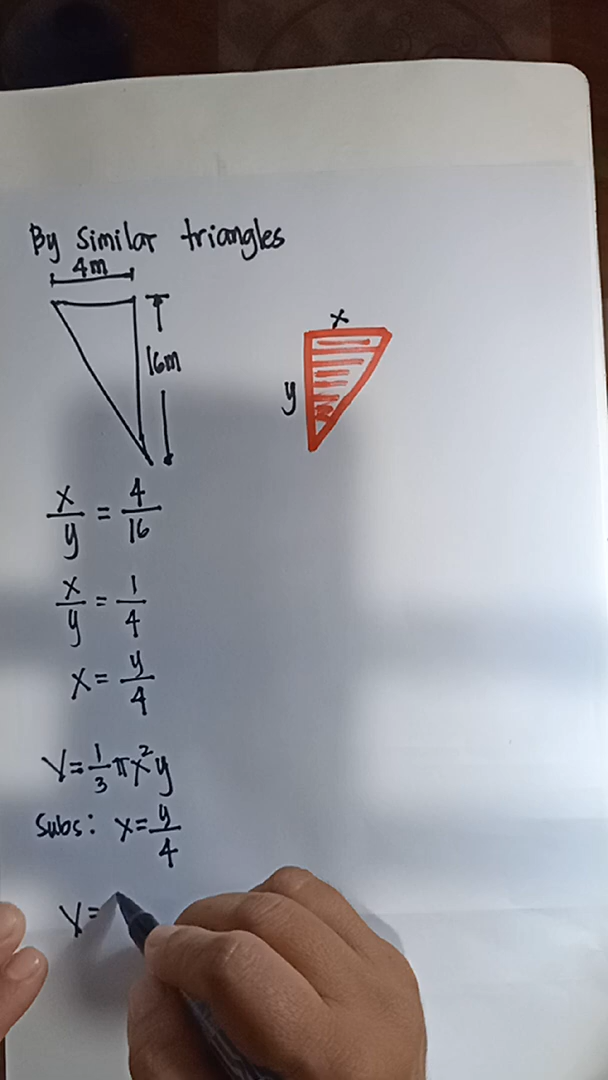 By Similar triangles
4m
16m
x
y
x/y = 4/16
x/y = 1/4
x = y/4
V = 1/3 πx²y
Subs: x = y/4
V =